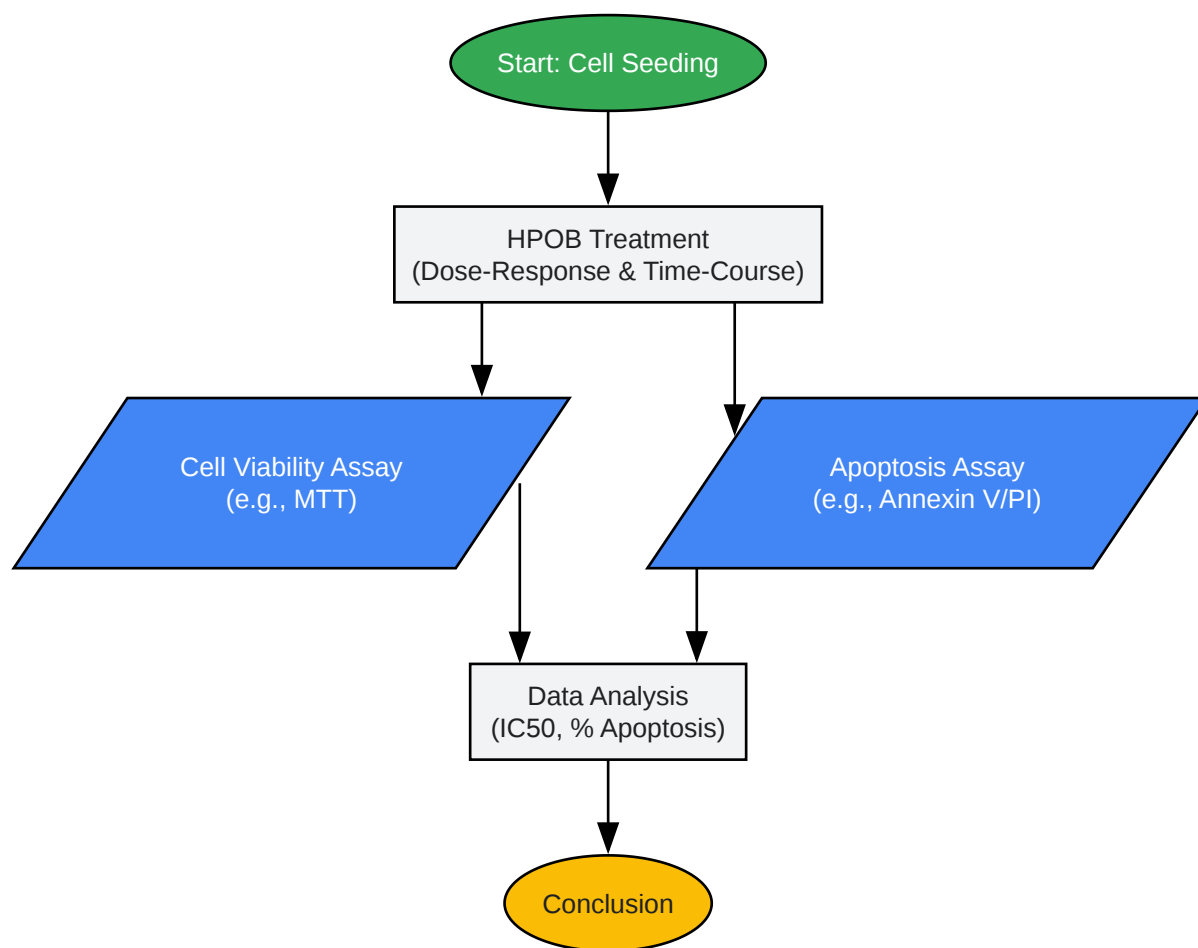 Start: Cell Seeding
HPOB Treatment
(Dose-Response & Time-Course)
Cell Viability Assay
(e.g., MTT)
Apoptosis Assay
(e.g., Annexin V/PI)
Data Analysis
(IC50, % Apoptosis)
Conclusion